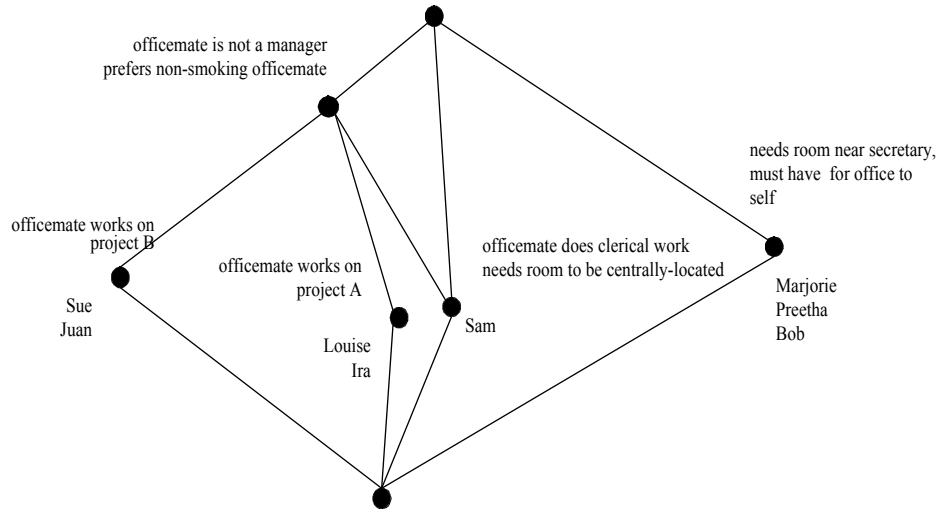 officemate is not a manager
prefers non-smoking officemate
needs room near secretary,
must have for office to
self
officemate works on
project B
officemate does clerical work
needs room to be centrally-located
officemate works on
project A
Sue
Juan
Louise
Ira
Sam
Marjorie
Preetha
Bob